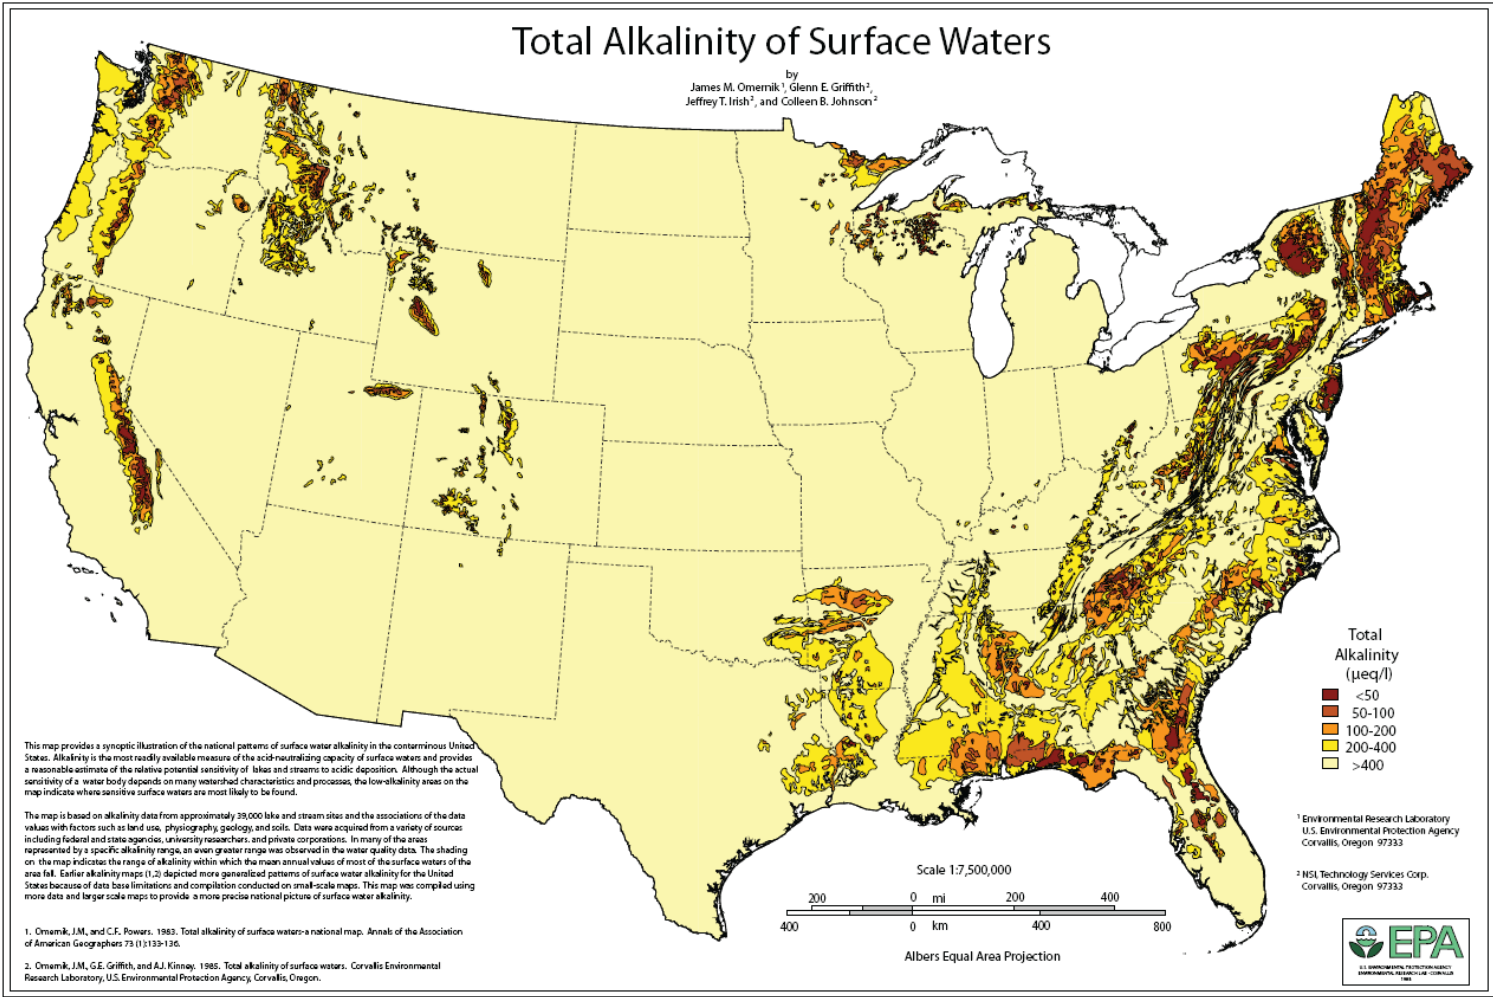 Total Alkalinity of Surface Waters
by
James M. Omernik¹, Glenn E. Griffith²,
Jeffrey T. Irish², and Colleen B. Johnson²
Total
Alkalinity
(µeq/l)
<50
50-100
100-200
200-400
>400
This map provides a synoptic illustration of the national patterns of surface water alkalinity in the conterminous United
States. Alkalinity is the most readily available measure of the acid-neutralizing capacity of surface waters and provides
a reasonable estimate of the relative potential sensitivity of lakes and streams to acidic deposition. Although the actual
sensitivity of a water body depends on many watershed characteristics and processes, the low-alkalinity areas on the
map indicate where sensitive surface waters are most likely to be found.
The map is based on alkalinity data from approximately 39,000 lake and stream sites and the associations of the data
values with factors such as land use, physiography, geology, and soils. Data were acquired from a variety of sources
including federal and state agencies, university researchers, and private corporations. In many of the areas
represented by a specific alkalinity range, an even greater range was observed in the water quality data. The shading
on the map indicates the range of alkalinity within which the mean annual values of most of the surface waters of the
area fall. Earlier alkalinity maps (1,2) depicted more generalized patterns of surface water alkalinity for the United
States because of data base limitations and compilation conducted on small-scale maps. This map was compiled using
more data and larger scale maps to provide a more precise national picture of surface water alkalinity.
1. Omernik, J.M., and C.F. Powers. 1983. Total alkalinity of surface waters-a national map. Annals of the Association
of American Geographers 73 (1):133-136.
2. Omernik, J.M., G.E. Griffith, and A.J. Kinney. 1985. Total alkalinity of surface waters. Corvallis Environmental
Research Laboratory, U.S. Environmental Protection Agency, Corvallis, Oregon.
Scale 1:7,500,000
200 0 mi 200 400
400 0 km 400 800
Albers Equal Area Projection
¹ Environmental Research Laboratory
U.S. Environmental Protection Agency
Corvallis, Oregon 97333
² NSI, Technology Services Corp.
Corvallis, Oregon 97333
EPA
U.S. ENVIRONMENTAL PROTECTION AGENCY
ENVIRONMENTAL RESEARCH LAB - CORVALLIS